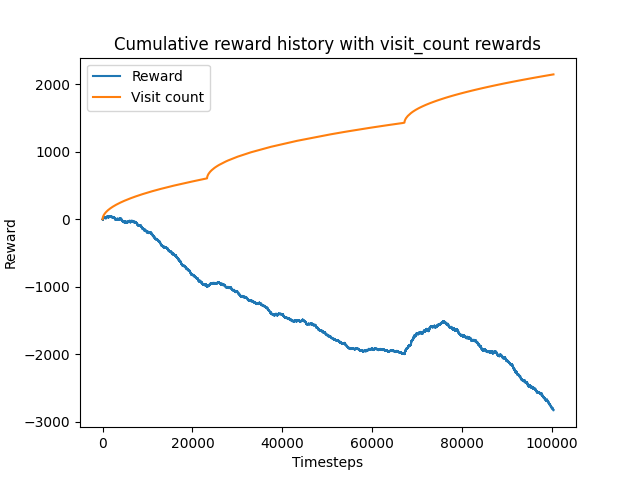 Cumulative reward history with visit_count rewards
Reward
Visit count
2000
1000
0
−1000
−2000
−3000
Reward
0
20000
40000
60000
80000
100000
Timesteps